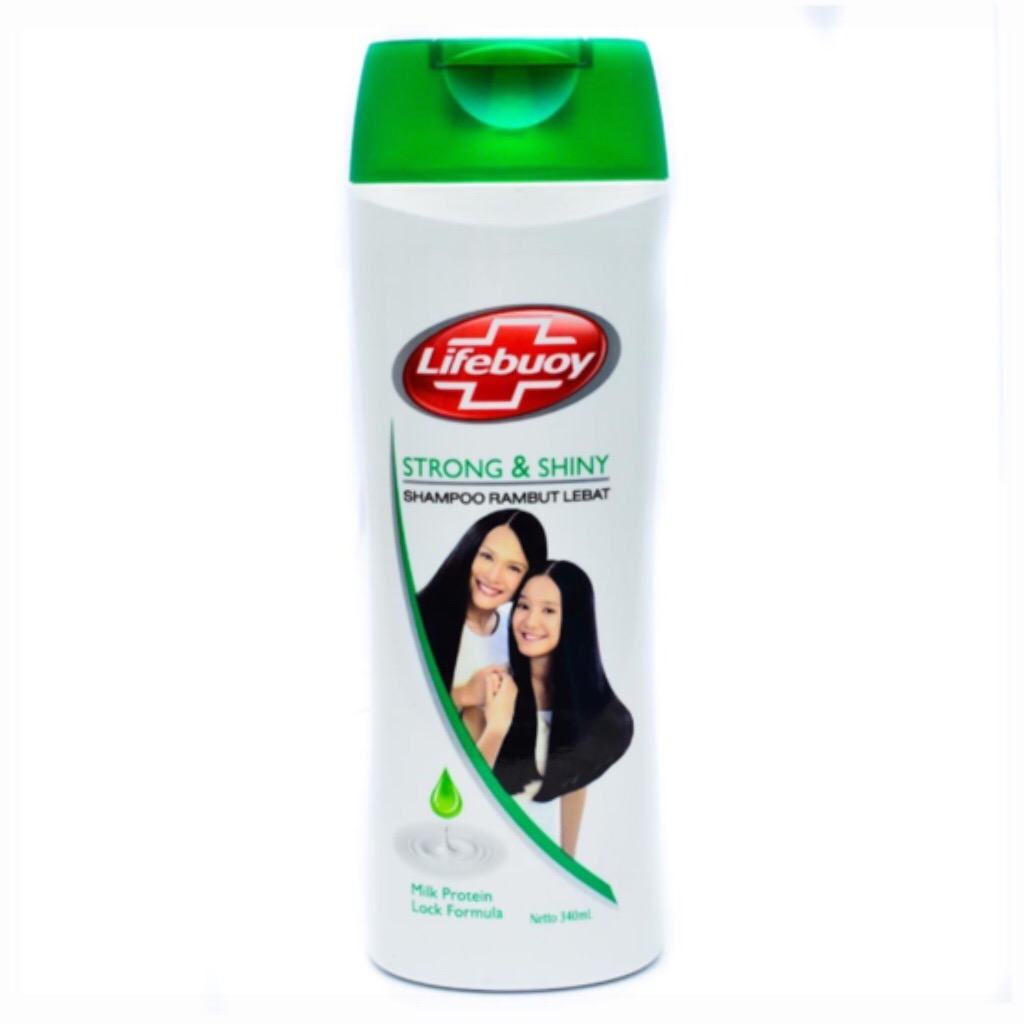 Lifebuoy
STRONG & SHINY
SHAMPOO RAMBUT LEBAT
Milk Protein
Lock Formula
Netto 340ml